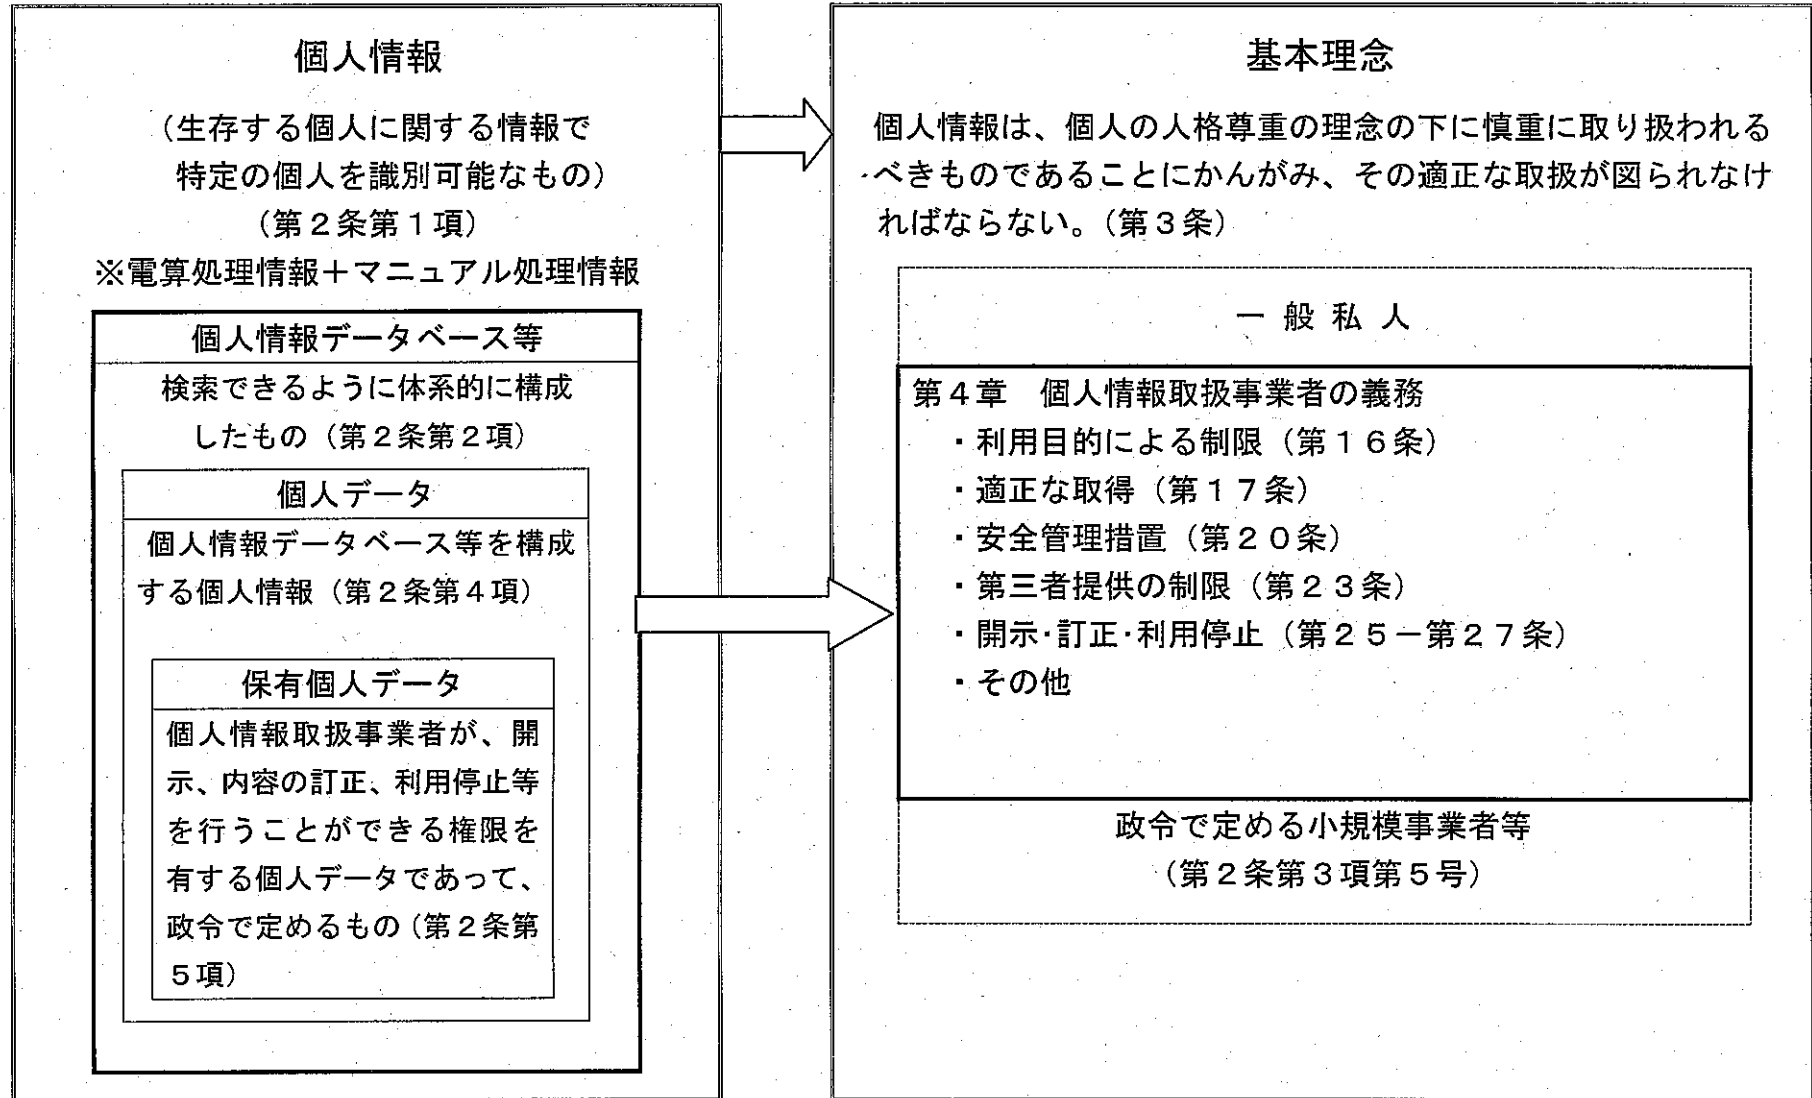 個人情報
（生存する個人に関する情報で
特定の個人を識別可能なもの）
（第２条第１項）
※電算処理情報＋マニュアル処理情報
個人情報データベース等
検索できるように体系的に構成
したもの（第２条第２項）
個人データ
個人情報データベース等を構成
する個人情報（第２条第４項）
保有個人データ
個人情報取扱事業者が、開
示、内容の訂正、利用停止等
を行うことができる権限を
有する個人データであって、
政令で定めるもの（第２条第
５項）
基本理念
個人情報は、個人の人格尊重の理念の下に慎重に取り扱われる
べきものであることにかんがみ、その適正な取扱が図られなけ
ればならない。（第３条）
一 般 私 人
第４章　個人情報取扱事業者の義務
・利用目的による制限（第１６条）
・適正な取得（第１７条）
・安全管理措置（第２０条）
・第三者提供の制限（第２３条）
・開示・訂正・利用停止（第２５－第２７条）
・その他
政令で定める小規模事業者等
（第２条第３項第５号）